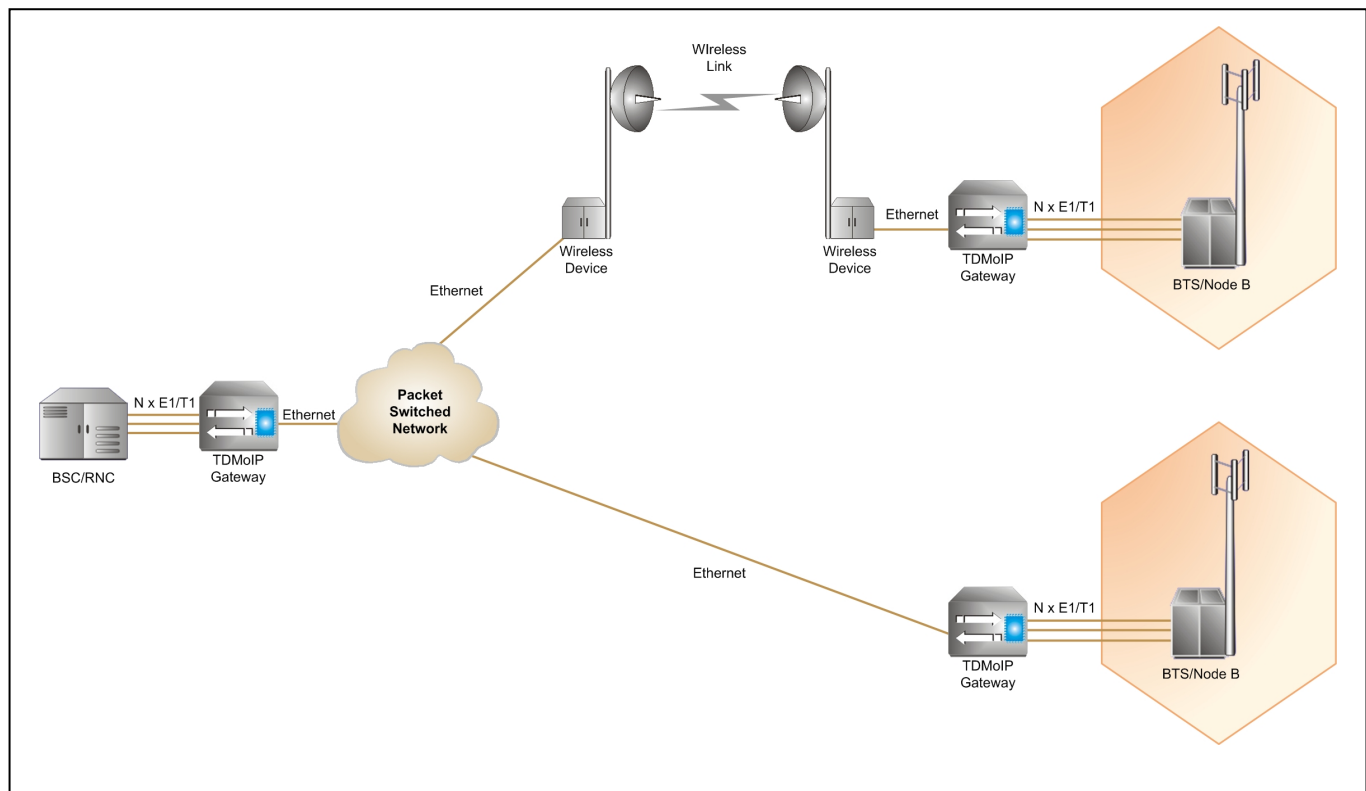 WIreless
Link
Ethernet
N x E1/T1
Wireless
Device
Wireless
Device
TDMoIP
Gateway
BTS/Node B
Ethernet
Packet
Switched
Network
N x E1/T1
Ethernet
TDMoIP
Gateway
BSC/RNC
Ethernet
N x E1/T1
TDMoIP
Gateway
BTS/Node B